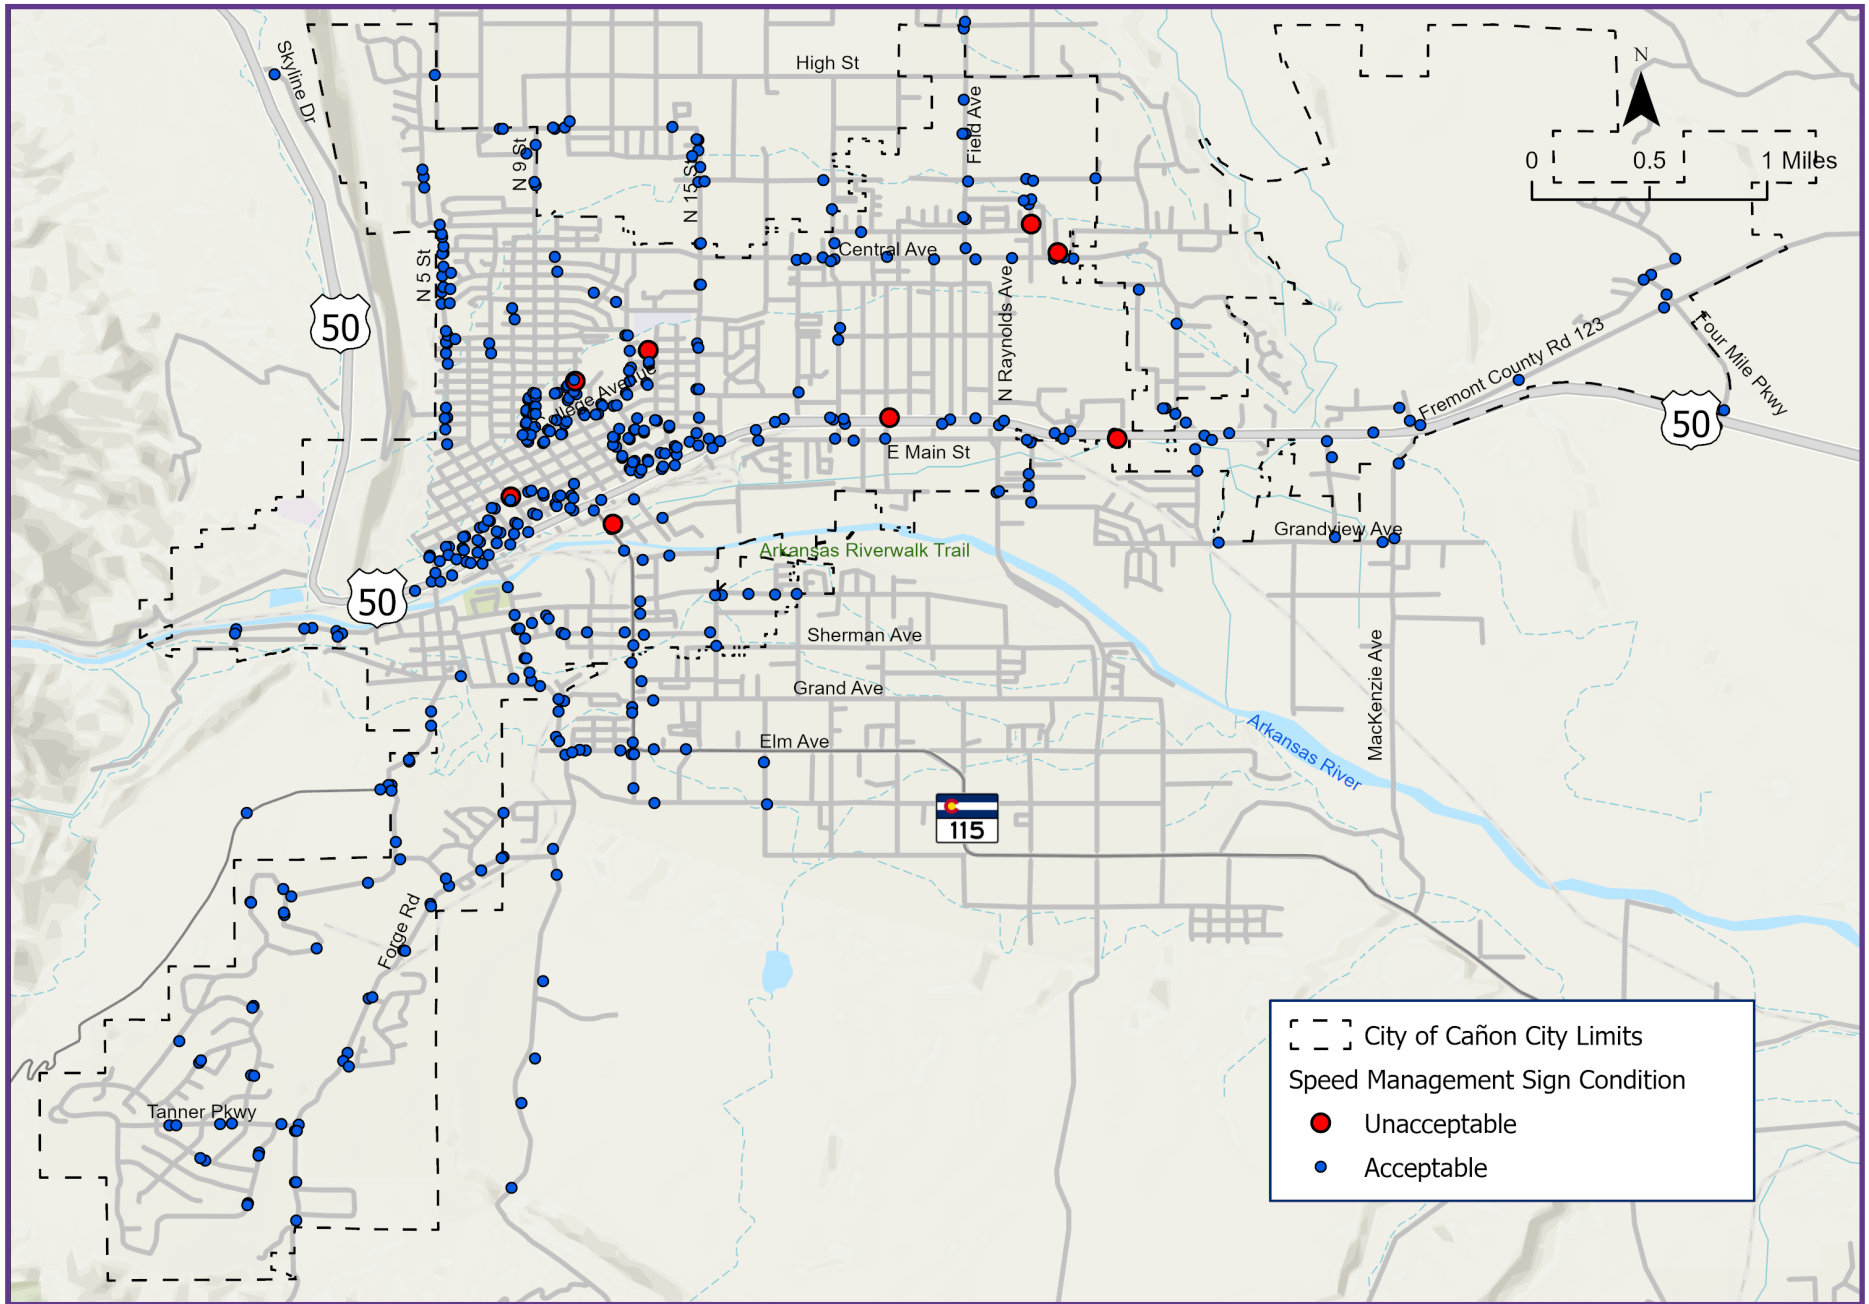 Skyline Dr
High St
N
0 0.5 1 Miles
Field Ave
N 9 St
N 15 St
N 5 St
Central Ave
50
N Raynolds Ave
Fremont County Rd 123
Four Mile Pkwy
College Avenue
50
E Main St
Grandview Ave
Arkansas Riverwalk Trail
50
Sherman Ave
MacKenzie Ave
Grand Ave
Elm Ave
Arkansas River
115
Forge Rd
Tanner Pkwy
City of Cañon City Limits
Speed Management Sign Condition
Unacceptable
Acceptable